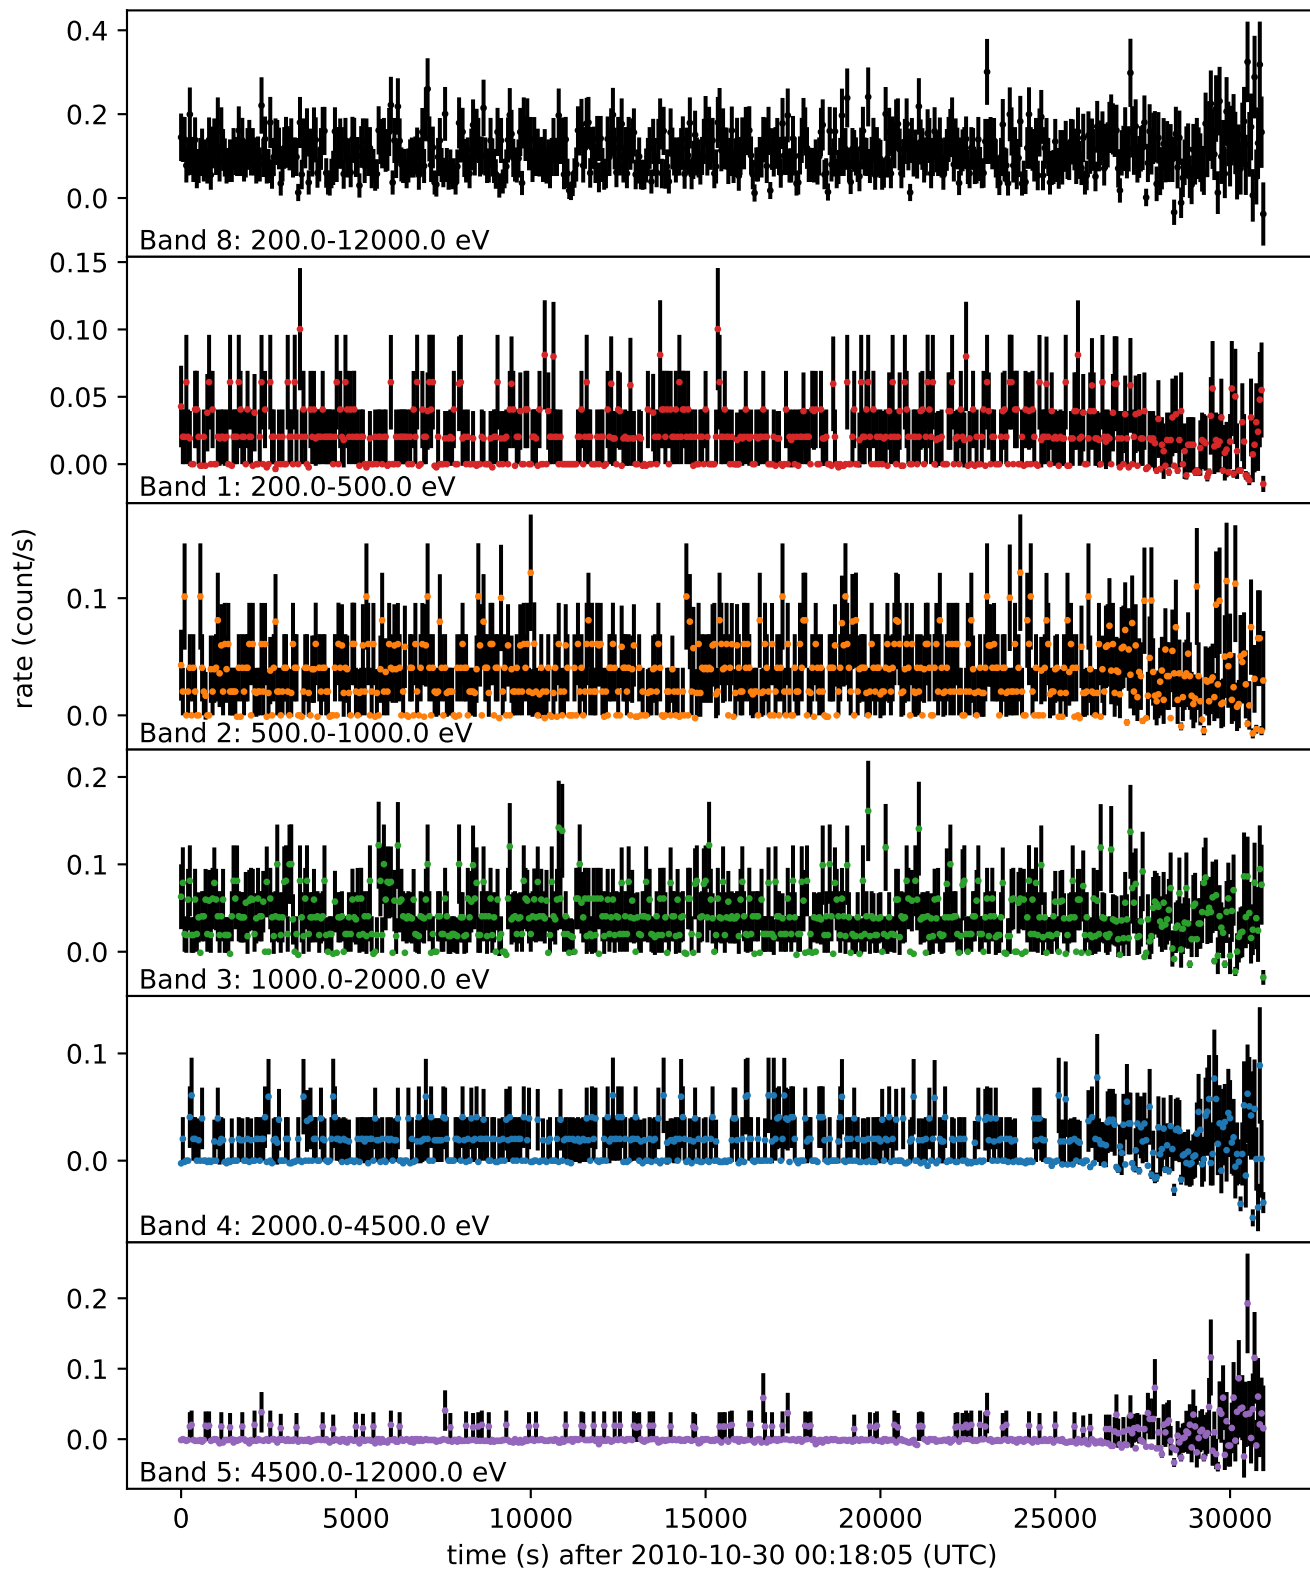 0.4
0.2
0.0
Band 8: 200.0-12000.0 eV
0.15
0.10
0.05
0.00
Band 1: 200.0-500.0 eV
rate (count/s)
0.1
0.0
Band 2: 500.0-1000.0 eV
0.2
0.1
0.0
Band 3: 1000.0-2000.0 eV
0.1
0.0
Band 4: 2000.0-4500.0 eV
0.2
0.1
0.0
Band 5: 4500.0-12000.0 eV
0 5000 10000 15000 20000 25000 30000
time (s) after 2010-10-30 00:18:05 (UTC)